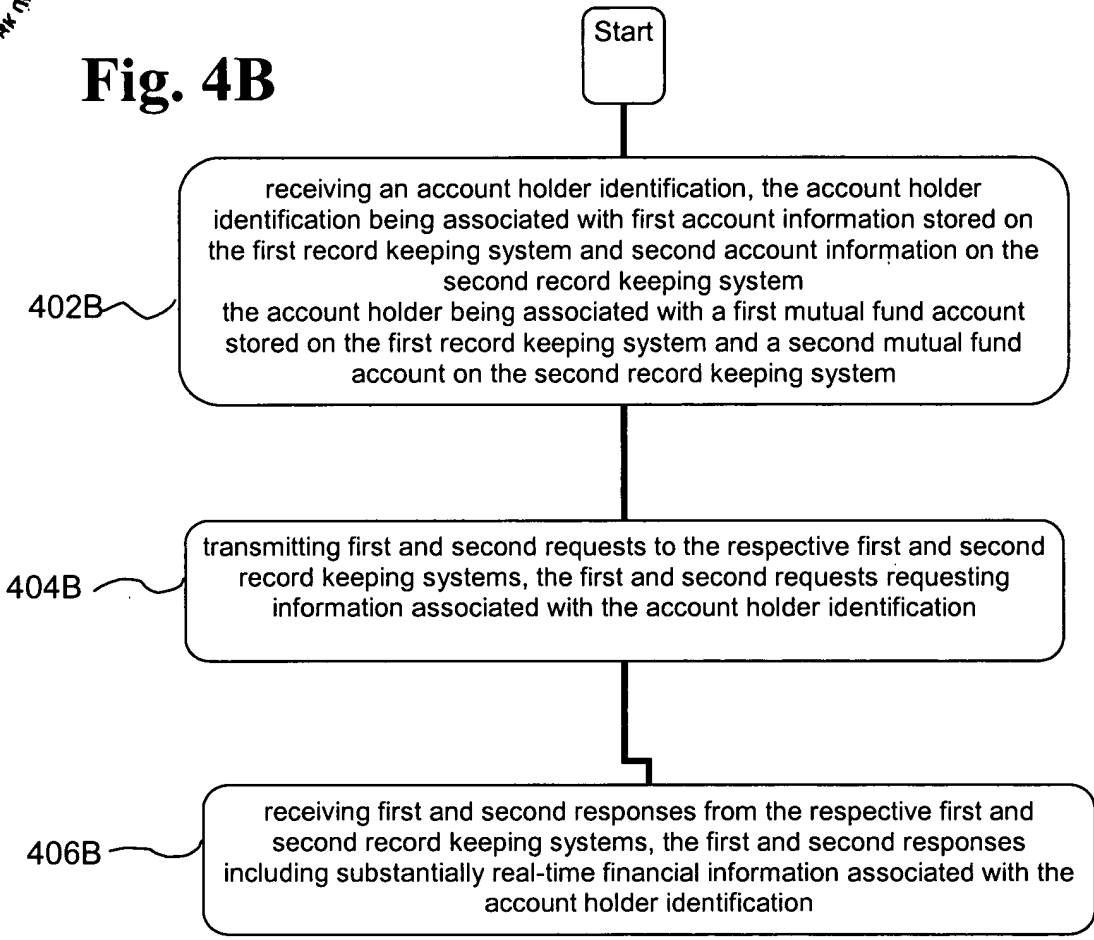 Fig. 4B
Start
receiving an account holder identification, the account holder
identification being associated with first account information stored on
the first record keeping system and second account information on the
second record keeping system
the account holder being associated with a first mutual fund account
stored on the first record keeping system and a second mutual fund
account on the second record keeping system
402B
transmitting first and second requests to the respective first and second
record keeping systems, the first and second requests requesting
information associated with the account holder identification
404B
receiving first and second responses from the respective first and
second record keeping systems, the first and second responses
including substantially real-time financial information associated with the
account holder identification
406B